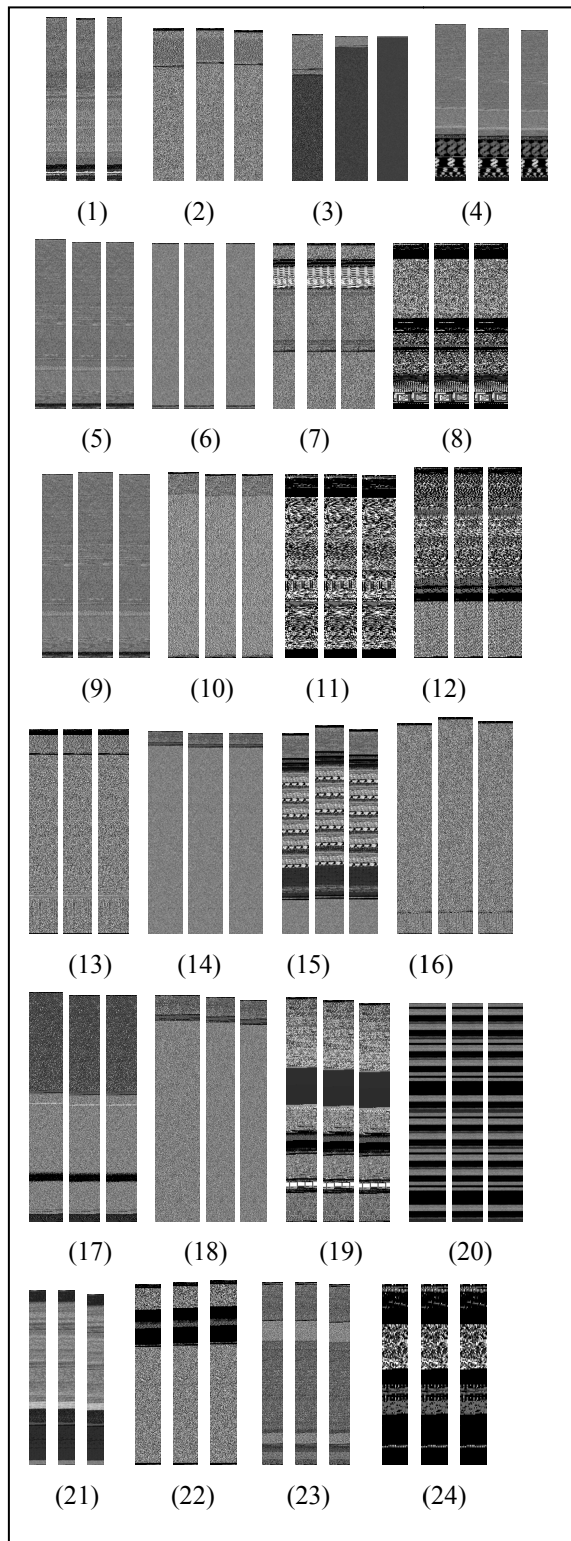 (1) (2) (3) (4)
(5) (6) (7) (8)
(9) (10) (11) (12)
(13) (14) (15) (16)
(17) (18) (19) (20)
(21) (22) (23) (24)